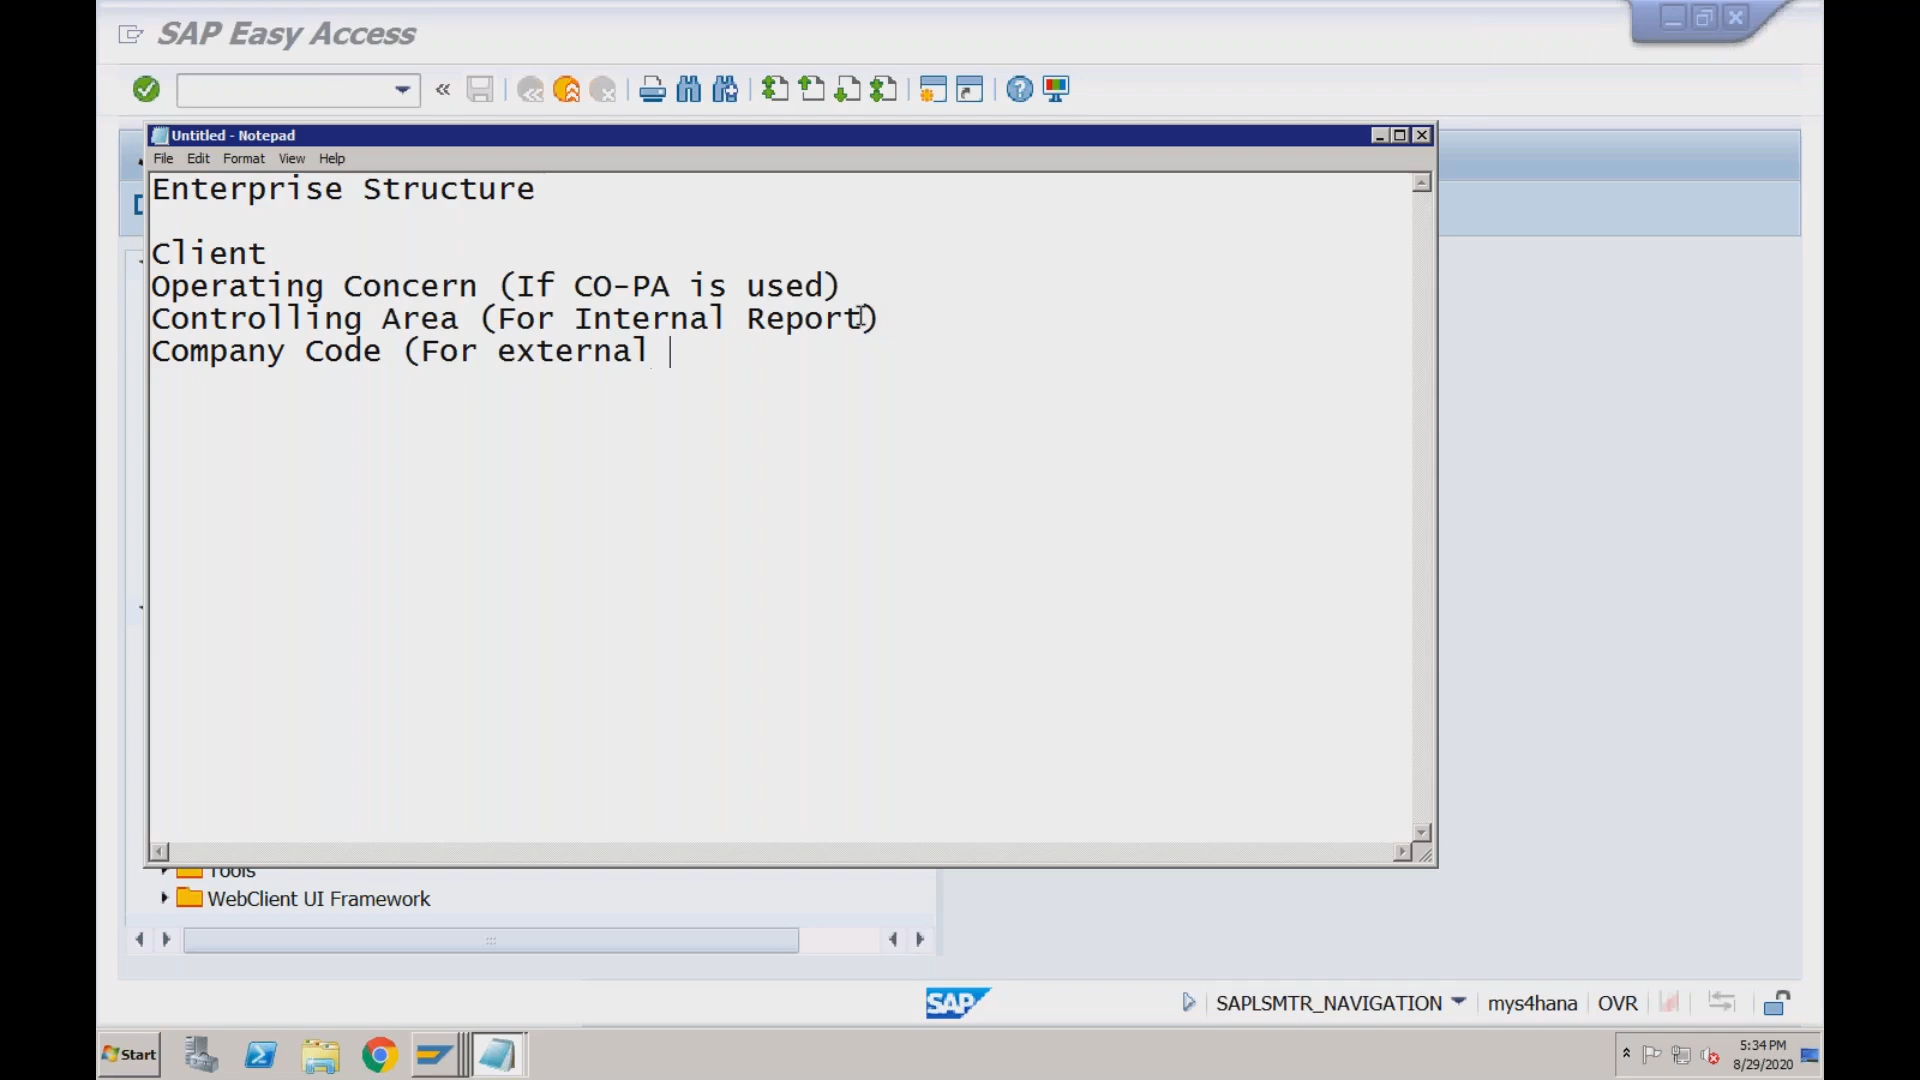 SAP Easy Access
Untitled - Notepad
File Edit Format View Help
Enterprise Structure
Client
Operating Concern (If CO-PA is used)
Controlling Area (For Internal Report)
Company Code (For external
Tools
WebClient UI Framework
SAP
SAPLSMTR_NAVIGATION mys4hana OVR
Start
5:34 PM
8/29/2020